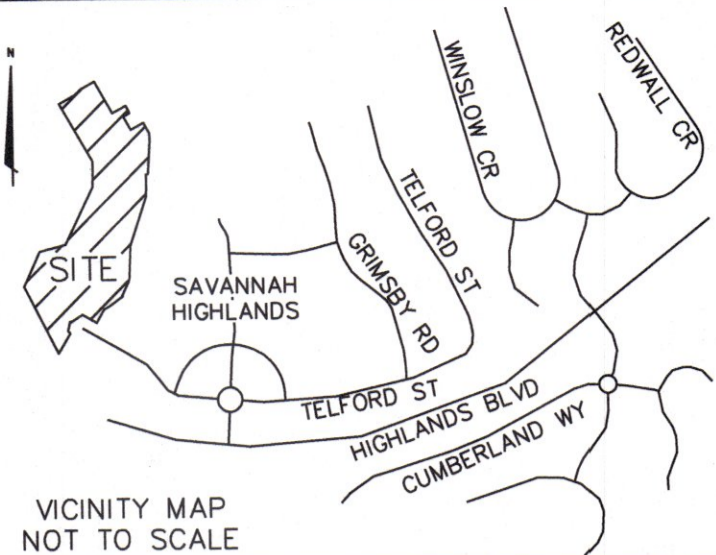 N
WINSLOW CR
REDWALL CR
TELFORD ST
GRIMSBY RD
SITE
SAVANNAH
HIGHLANDS
TELFORD ST
HIGHLANDS BLVD
CUMBERLAND WY
VICINITY MAP
NOT TO SCALE